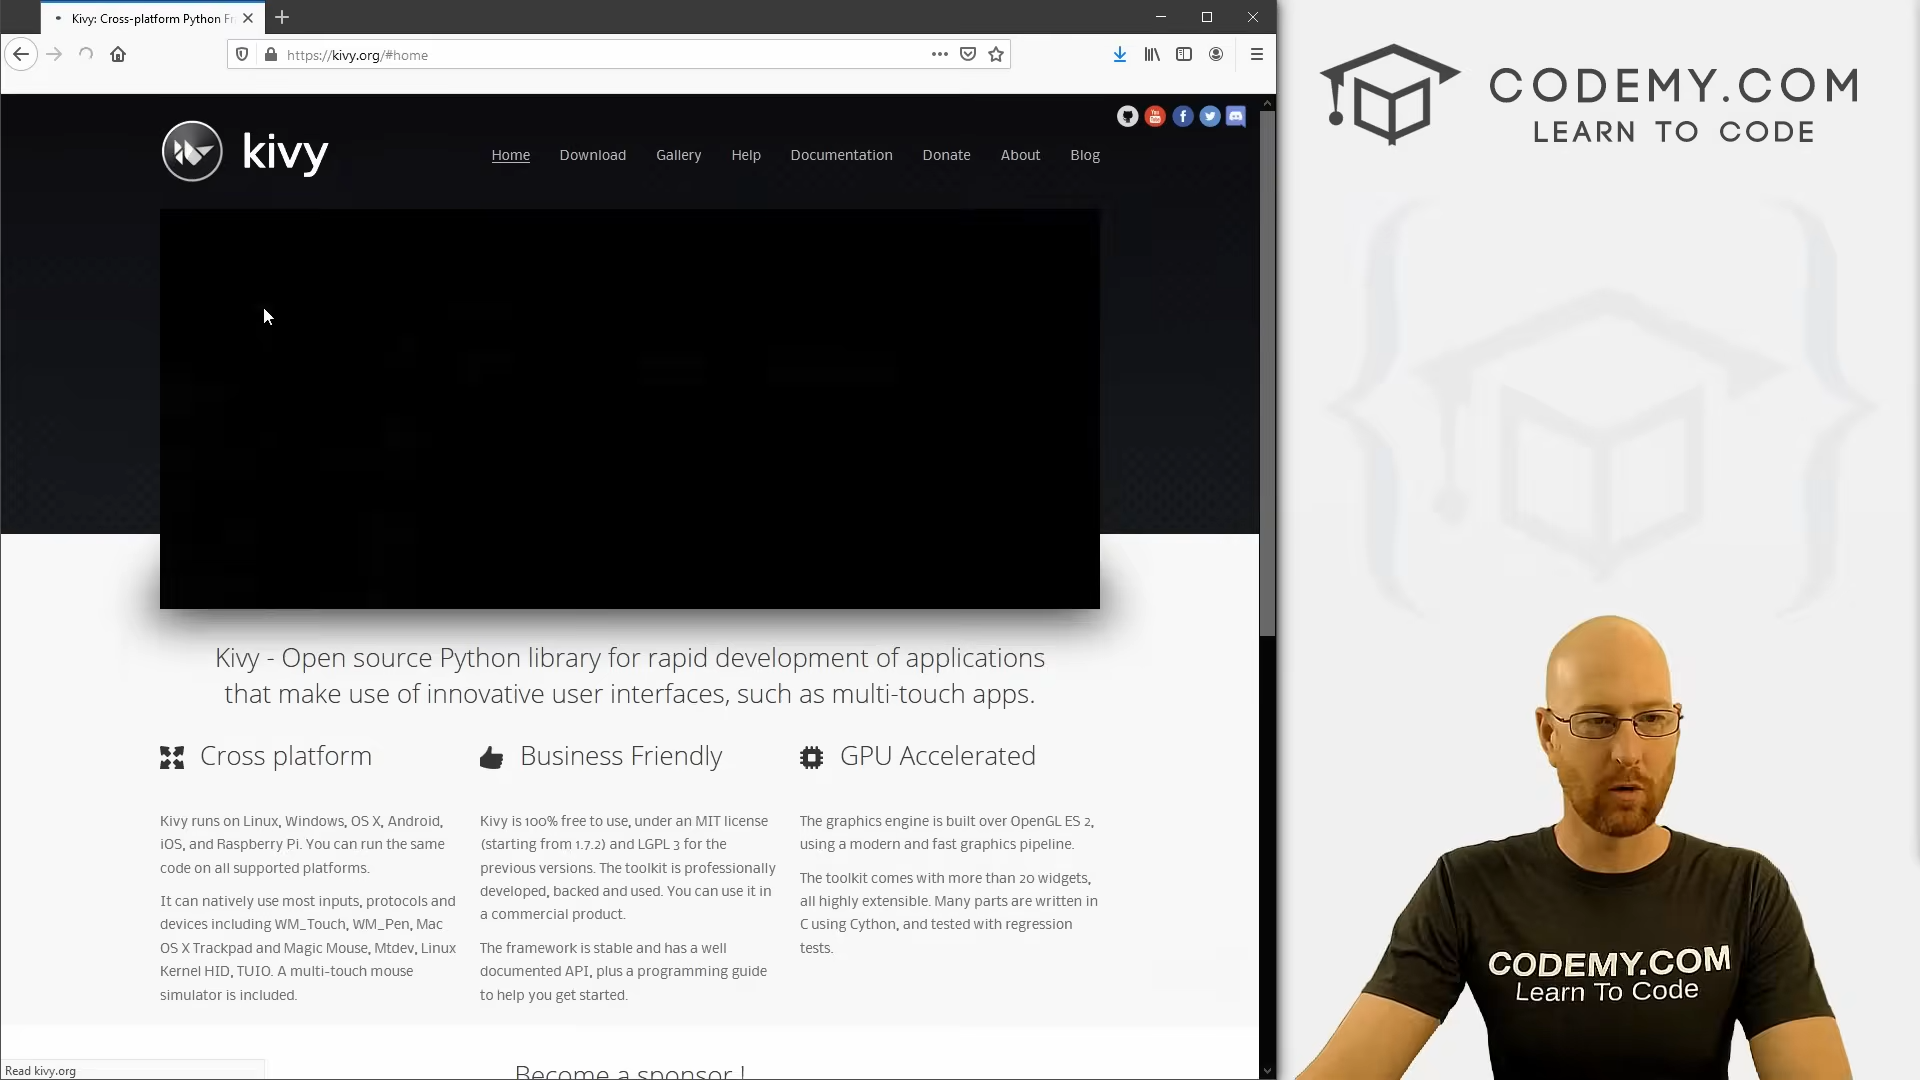 Kivy: Cross-platform Python Fr
https://kivy.org/#home
CODEMY.COM
LEARN TO CODE
kivy
Home
Download
Gallery
Help
Documentation
Donate
About
Blog
Kivy - Open source Python library for rapid development of applications
that make use of innovative user interfaces, such as multi-touch apps.
Cross platform
Kivy runs on Linux, Windows, OS X, Android,
iOS, and Raspberry Pi. You can run the same
code on all supported platforms.
It can natively use most inputs, protocols and
devices including WM_Touch, WM_Pen, Mac
OS X Trackpad and Magic Mouse, Mtdev, Linux
Kernel HID, TUIO. A multi-touch mouse
simulator is included.
Business Friendly
Kivy is 100% free to use, under an MIT license
(starting from 1.7.2) and LGPL 3 for the
previous versions. The toolkit is professionally
developed, backed and used. You can use it in
a commercial product.
The framework is stable and has a well
documented API, plus a programming guide
to help you get started.
GPU Accelerated
The graphics engine is built over OpenGL ES 2,
using a modern and fast graphics pipeline.
The toolkit comes with more than 20 widgets,
all highly extensible. Many parts are written in
C using Cython, and tested with regression
tests.
Become a sponsor !
Read kivy.org
CODEMY.COM
Learn To Code